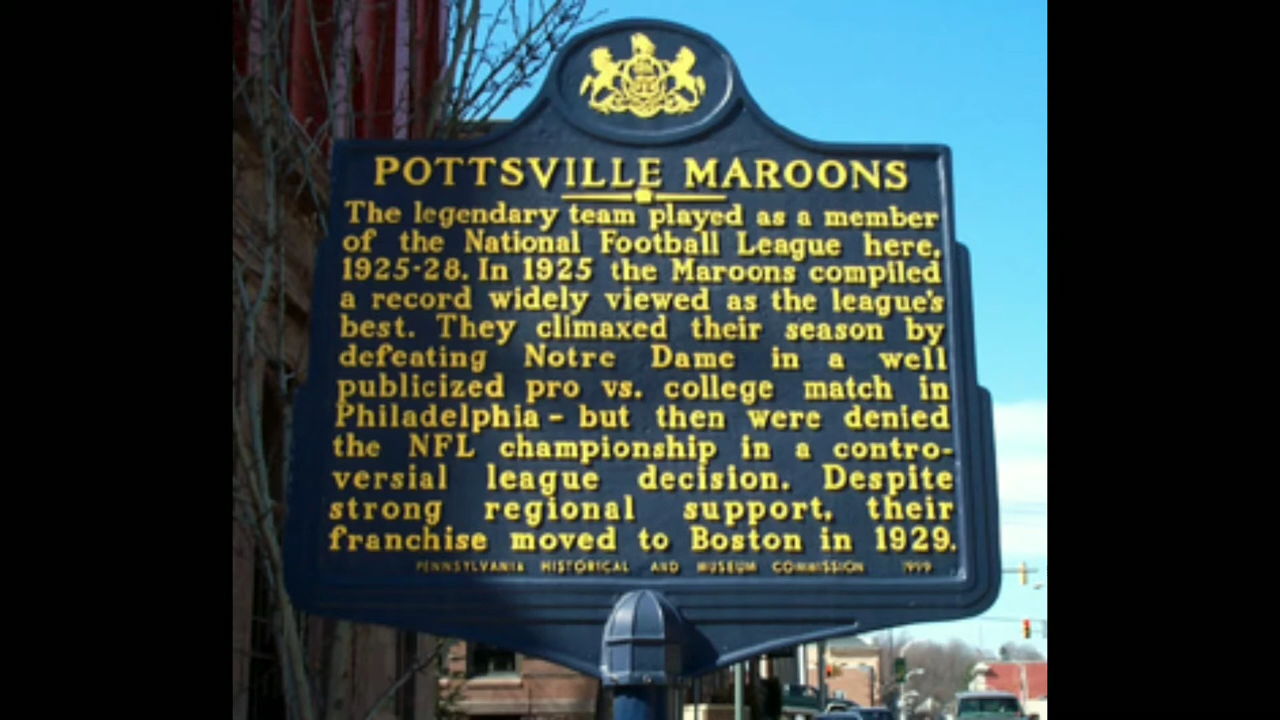 POTTSVILLE MAROONS
The legendary team played as a member
of the National Football League here,
1925-28. In 1925 the Maroons compiled
a record widely viewed as the league's
best. They climaxed their season by
defeating Notre Dame in a well
publicized pro vs. college match in
Philadelphia - but then were denied
the NFL championship in a contro-
versial league decision. Despite
strong regional support, their
franchise moved to Boston in 1929.
PENNSYLVANIA HISTORICAL AND MUSEUM COMMISSION 1999